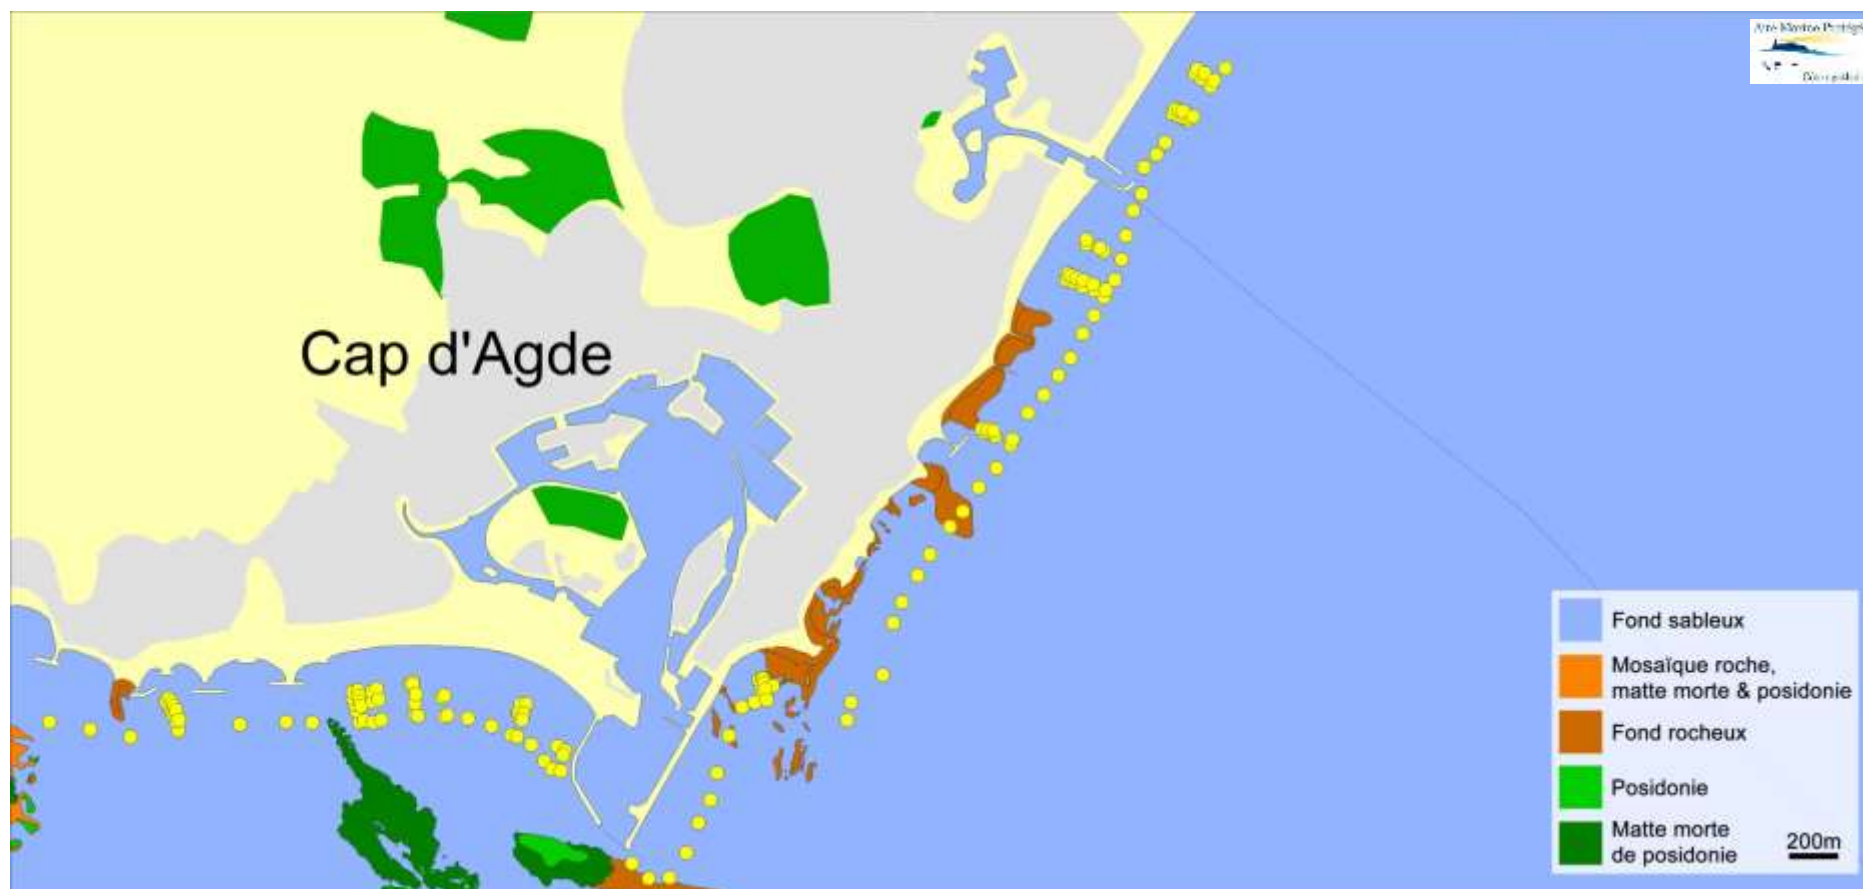 Cap d'Agde
Fond sableux
Mosaïque roche,
matte morte & posidonie
Fond rocheux
Posidonie
Matte morte
de posidonie
200m